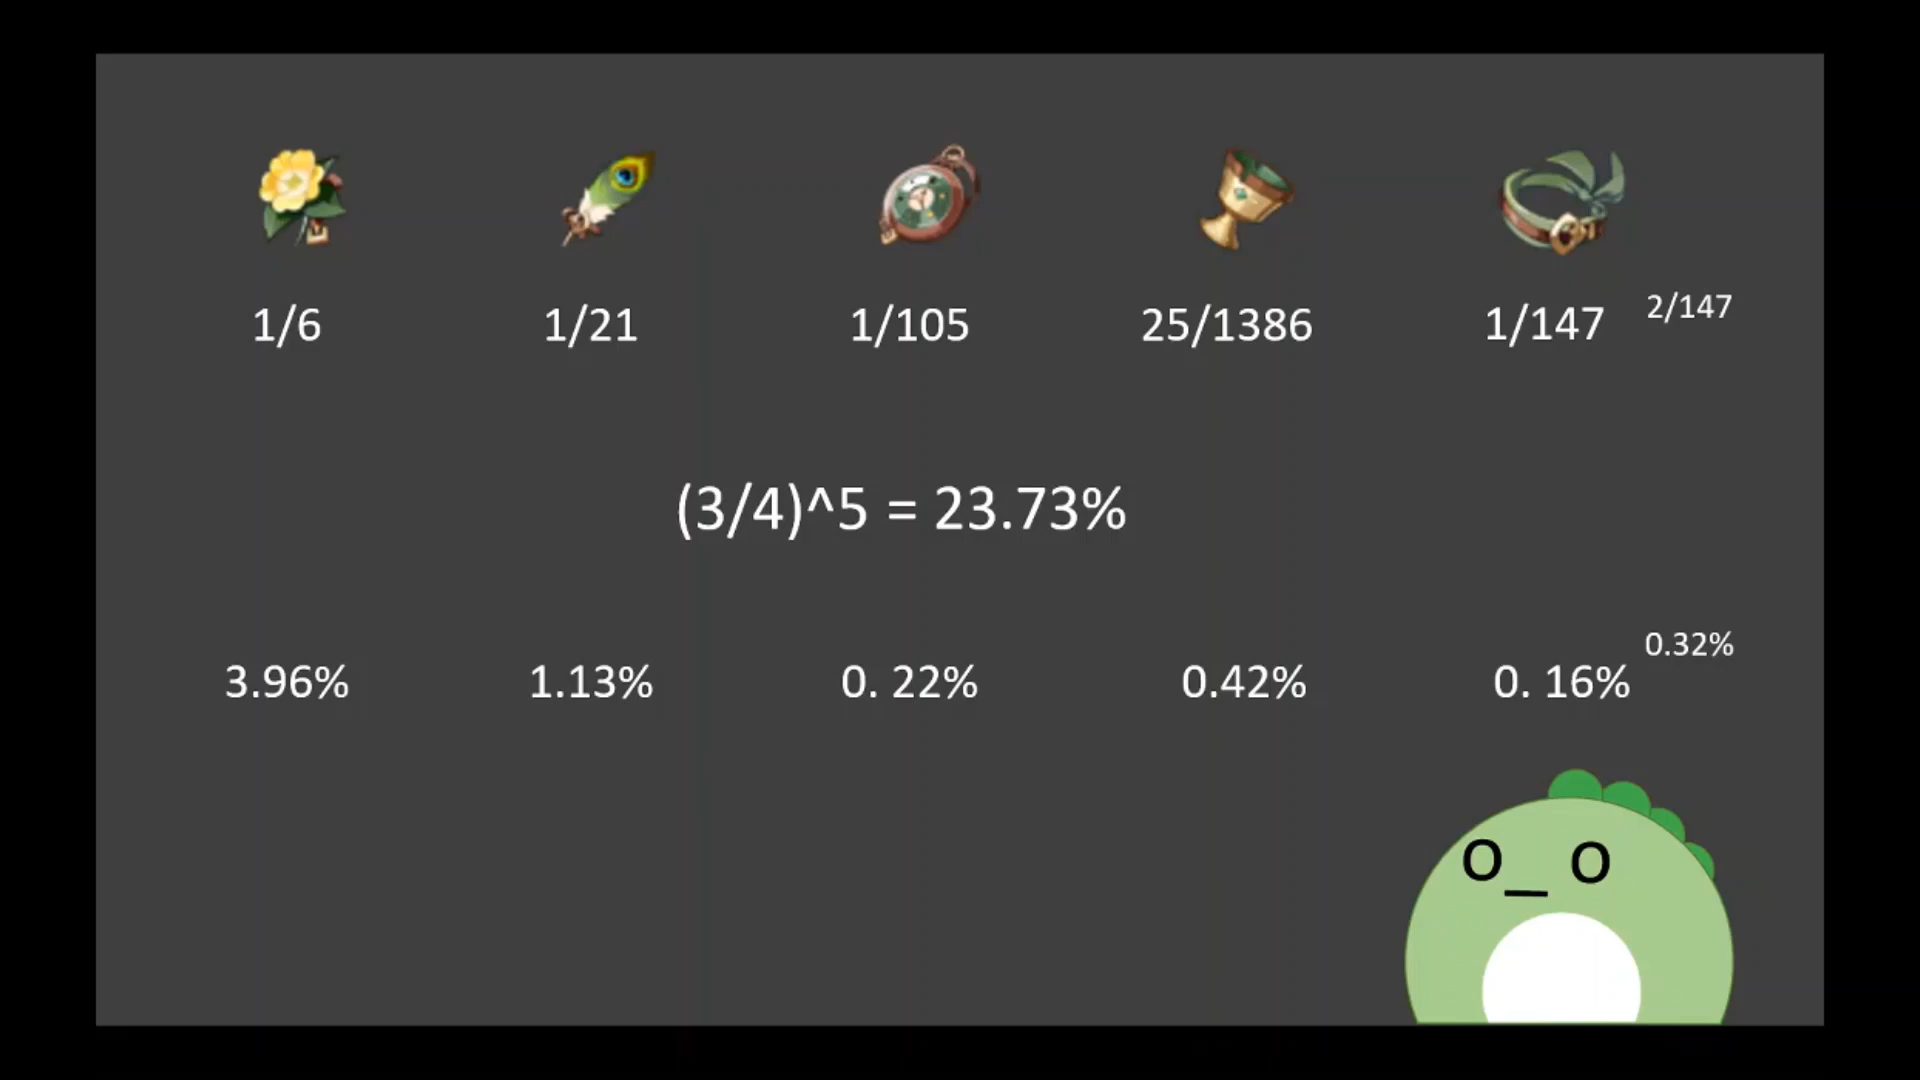 1/6 1/21 1/105 25/1386 1/147 2/147
(3/4)^5 = 23.73%
3.96% 1.13% 0. 22% 0.42% 0. 16% 0.32%
O_ O